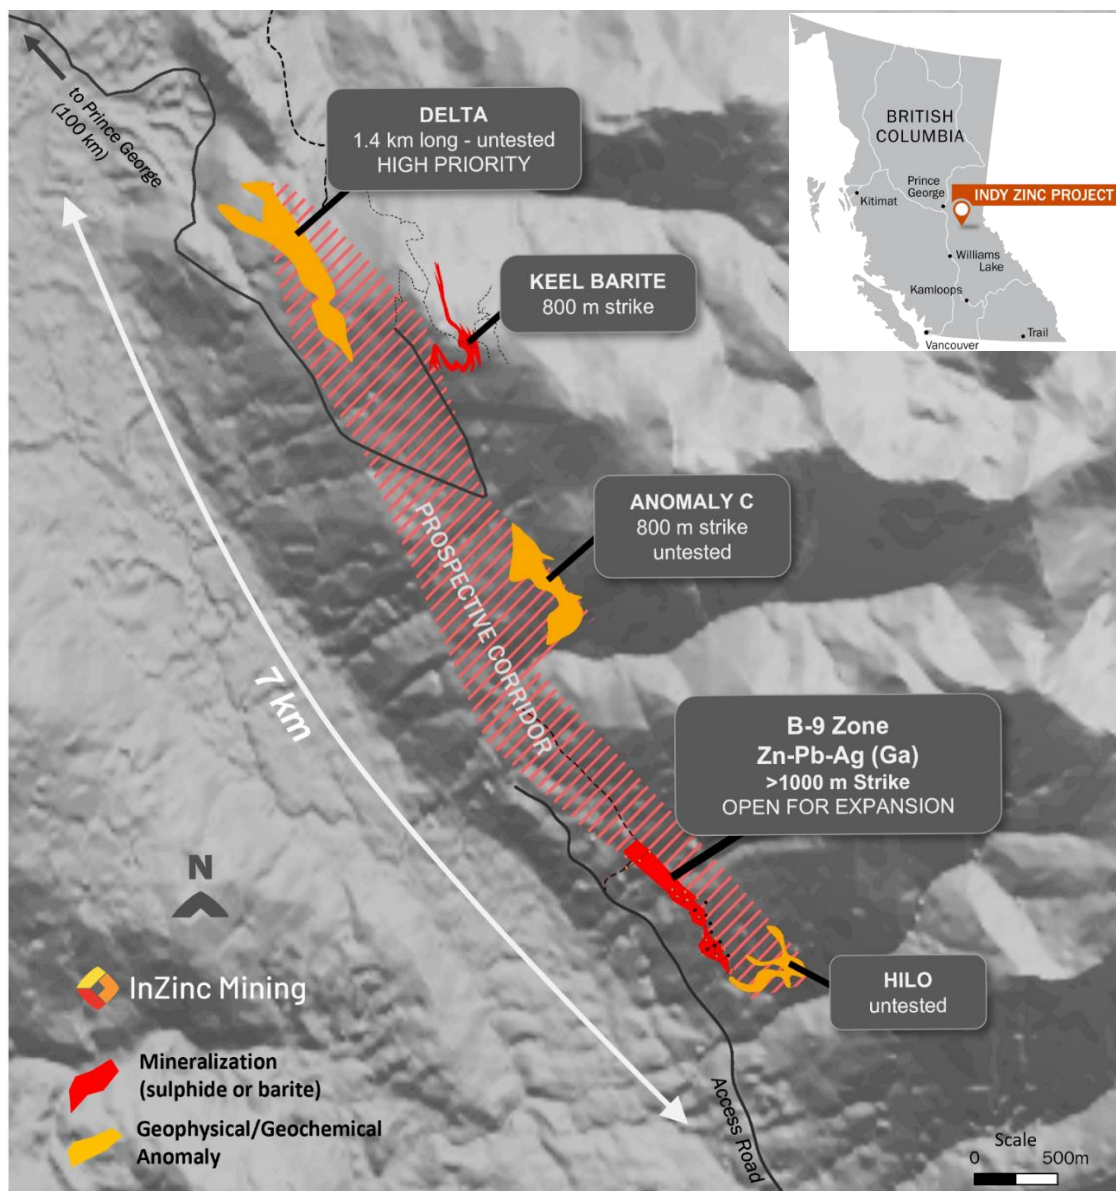 to Prince George
(100 km)
DELTA
1.4 km long - untested
HIGH PRIORITY
KEEL BARITE
800 m strike
BRITISH
COLUMBIA
Prince
George
INDY ZINC PROJECT
Kitimat
Williams
Lake
Kamloops
Trail
Vancouver
ANOMALY C
800 m strike
untested
PROSPECTIVE CORRIDOR
7 km
B-9 Zone
Zn-Pb-Ag (Ga)
>1000 m Strike
OPEN FOR EXPANSION
N
HILO
untested
InZinc Mining
Mineralization
(sulphide or barite)
Geophysical/Geochemical
Anomaly
Access Road
Scale
0 500m